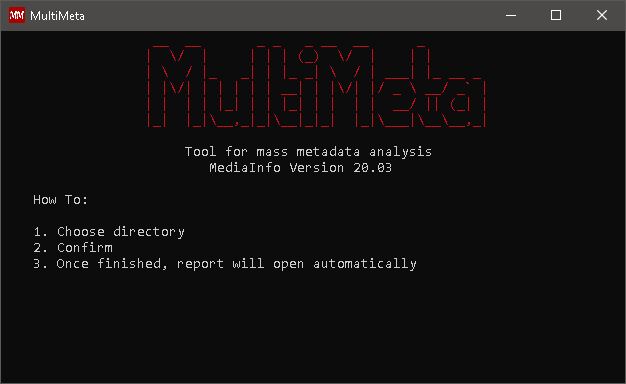 MM MultiMeta
MultiMeta
Tool for mass metadata analysis
MediaInfo Version 20.03
How To:
1. Choose directory
2. Confirm
3. Once finished, report will open automatically